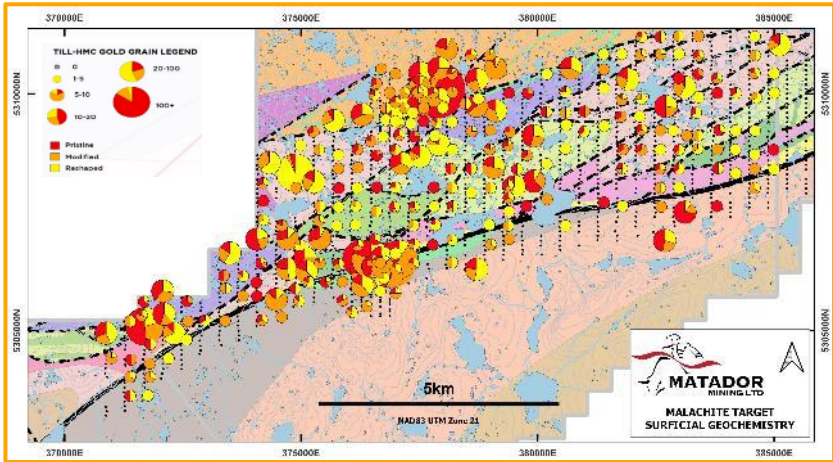 370000E 375000E 380000E 385000E
TILL-HMC GOLD GRAIN LEGEND
0
1-5
5-10
10-20
20-100
100+
Pristine
Modified
Reshaped
5310000N
5310000N
5305000N
5305000N
5km
NAD83 UTM Zone 21
MATADOR
MINING LTD
MALACHITE TARGET
SURFICIAL GEOCHEMISTRY
370000E 375000E 380000E 385000E